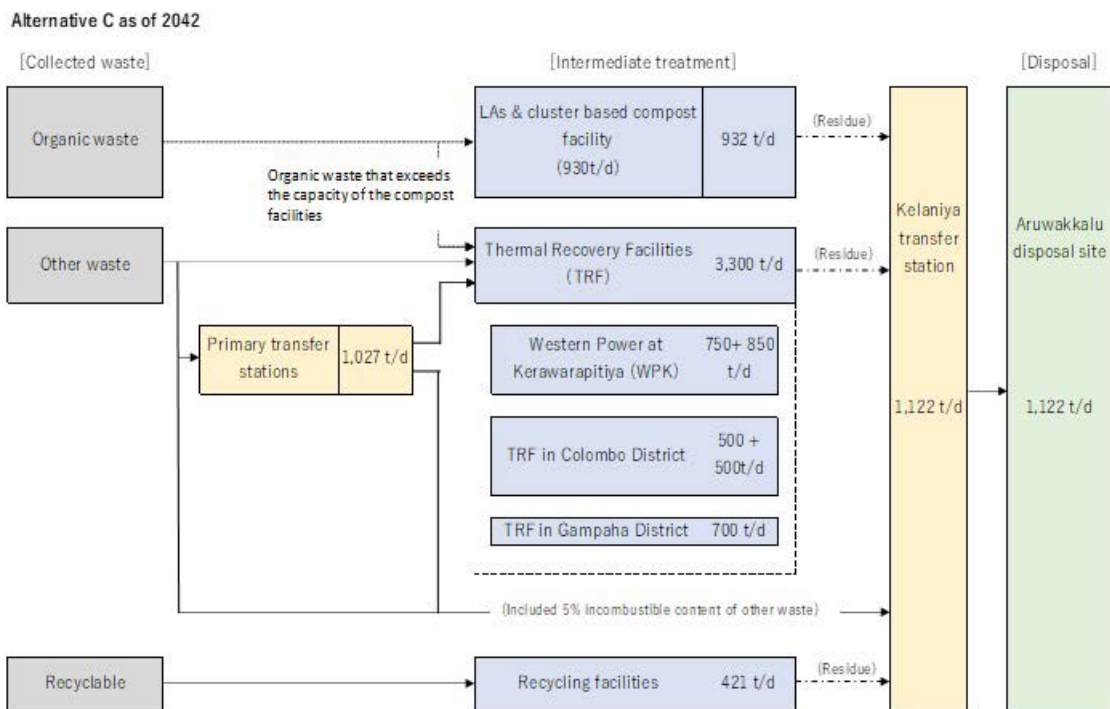 Alternative C as of 2042
[Collected waste]
[Intermediate treatment]
[Disposal]
Organic waste
LAs & cluster based compost
facility
(930t/d)
932 t/d
(Residue)
Organic waste that exceeds
the capacity of the compost
facilities
Other waste
Thermal Recovery Facilities
(TRF)
3,300 t/d
(Residue)
Primary transfer
stations
1,027 t/d
Western Power at
Kerawarapitiya (WPK)
750+ 850
t/d
TRF in Colombo District
500 +
500t/d
TRF in Gampaha District
700 t/d
(Included 5% incombustible content of other waste)
Recyclable
Recycling facilities
421 t/d
(Residue)
Kelaniya
transfer
station
1,122 t/d
Aruwakkalu
disposal site
1,122 t/d